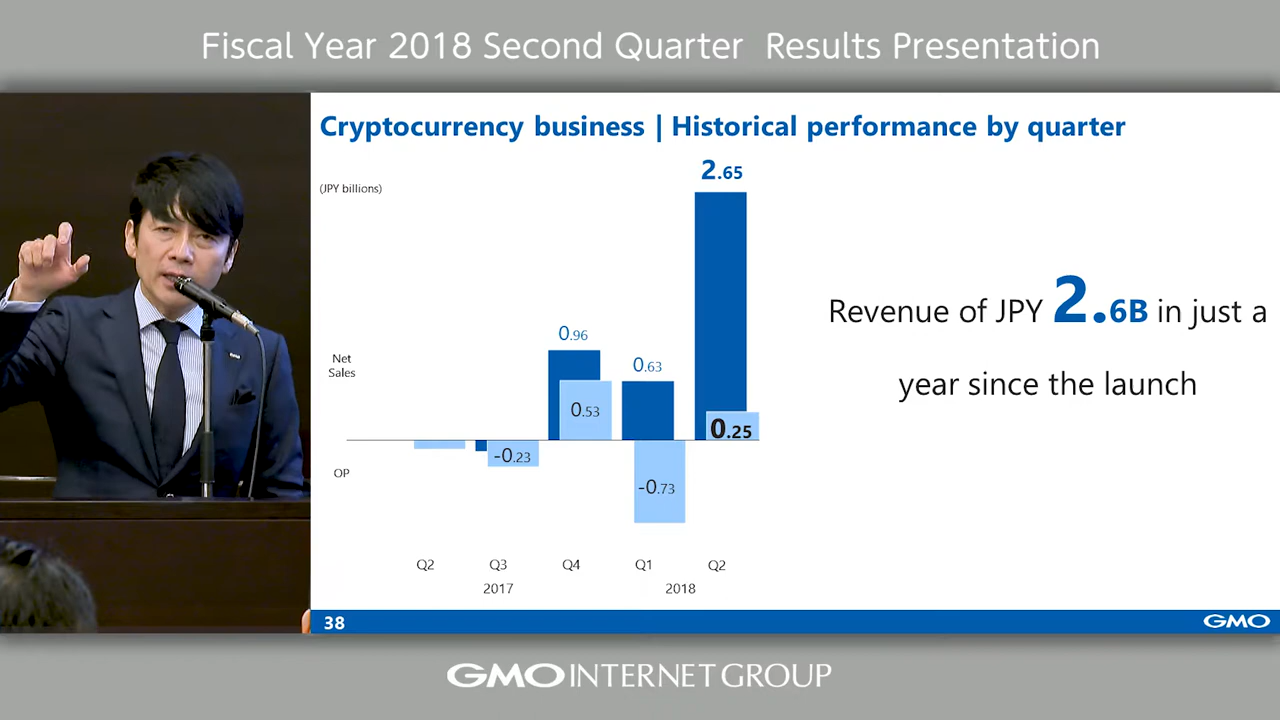 Fiscal Year 2018 Second Quarter Results Presentation
Cryptocurrency business | Historical performance by quarter
(JPY billions)
2.65
0.96
0.63
0.53
0.25
-0.23
-0.73
Net
Sales
OP
Q2 Q3 Q4 Q1 Q2
2017 2018
Revenue of JPY 2.6B in just a
year since the launch
38
GMO
GMO INTERNET GROUP